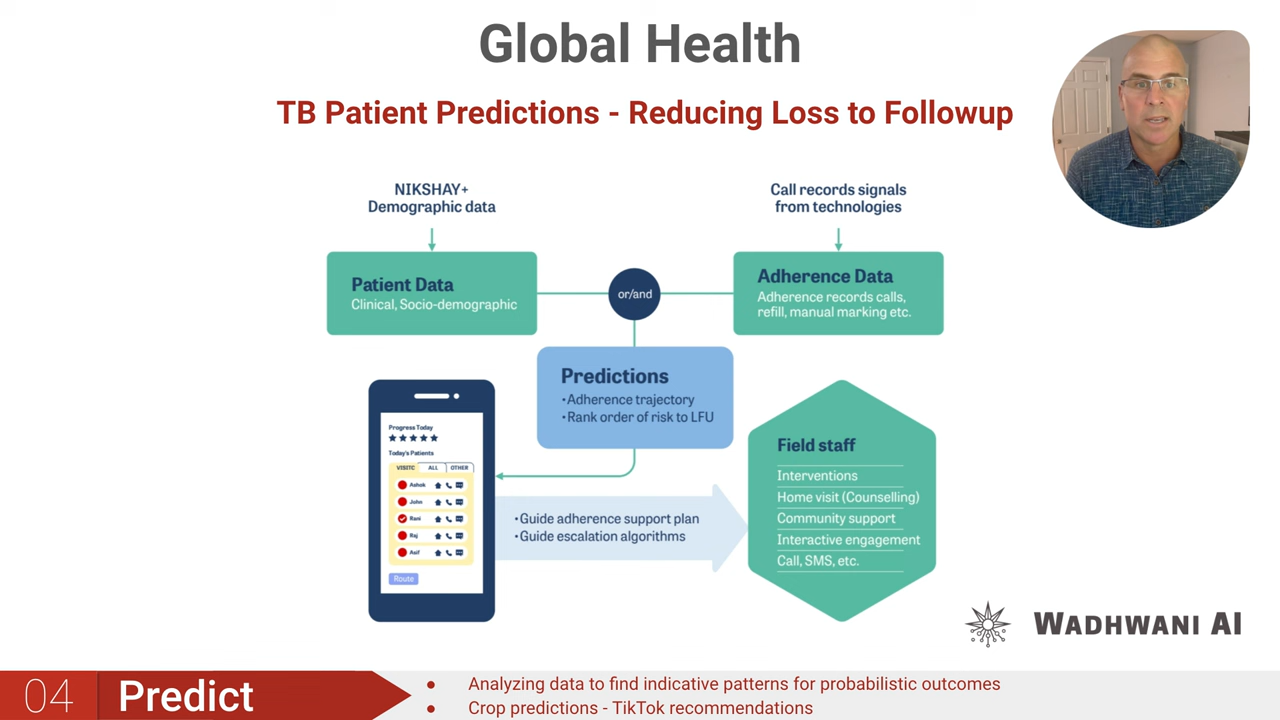 Global Health
TB Patient Predictions - Reducing Loss to Followup
NIKSHAY+
Demographic data
Call records signals
from technologies
Patient Data
Clinical, Socio-demographic
or/and
Adherence Data
Adherence records calls,
refill, manual marking etc.
Predictions
•Adherence trajectory
•Rank order of risk to LFU
Progress Today
Today's Patients
VISITC ALL OTHER
Ashok
John
Rani
Raj
Asif
Route
•Guide adherence support plan
•Guide escalation algorithms
Field staff
Interventions
Home visit (Counselling)
Community support
Interactive engagement
Call, SMS, etc.
WADHWANI AI
04 Predict
• Analyzing data to find indicative patterns for probabilistic outcomes
• Crop predictions - TikTok recommendations